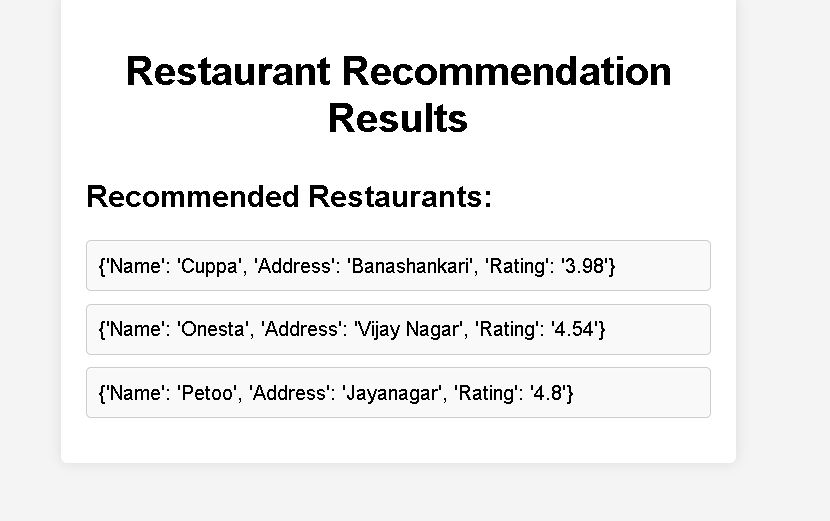 Restaurant Recommendation
Results
Recommended Restaurants:
{'Name': 'Cuppa', 'Address': 'Banashankari', 'Rating': '3.98'}
{'Name': 'Onesta', 'Address': 'Vijay Nagar', 'Rating': '4.54'}
{'Name': 'Petoo', 'Address': 'Jayanagar', 'Rating': '4.8'}